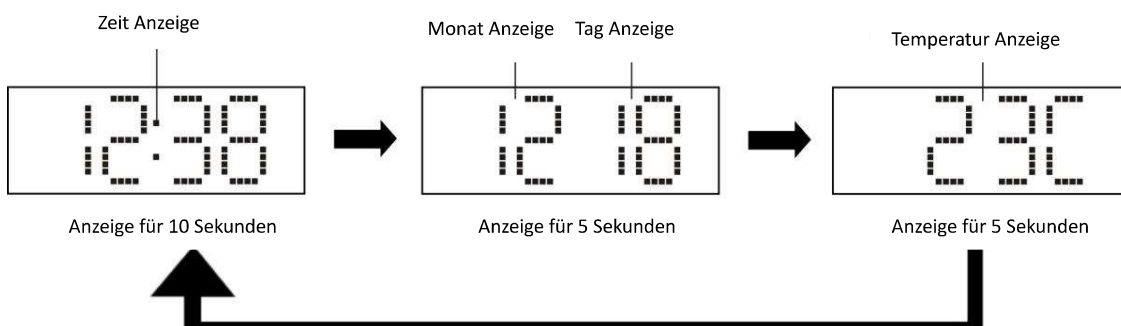 Zeit Anzeige
Monat Anzeige Tag Anzeige
Temperatur Anzeige
12:38
12 18
23C
Anzeige für 10 Sekunden
Anzeige für 5 Sekunden
Anzeige für 5 Sekunden